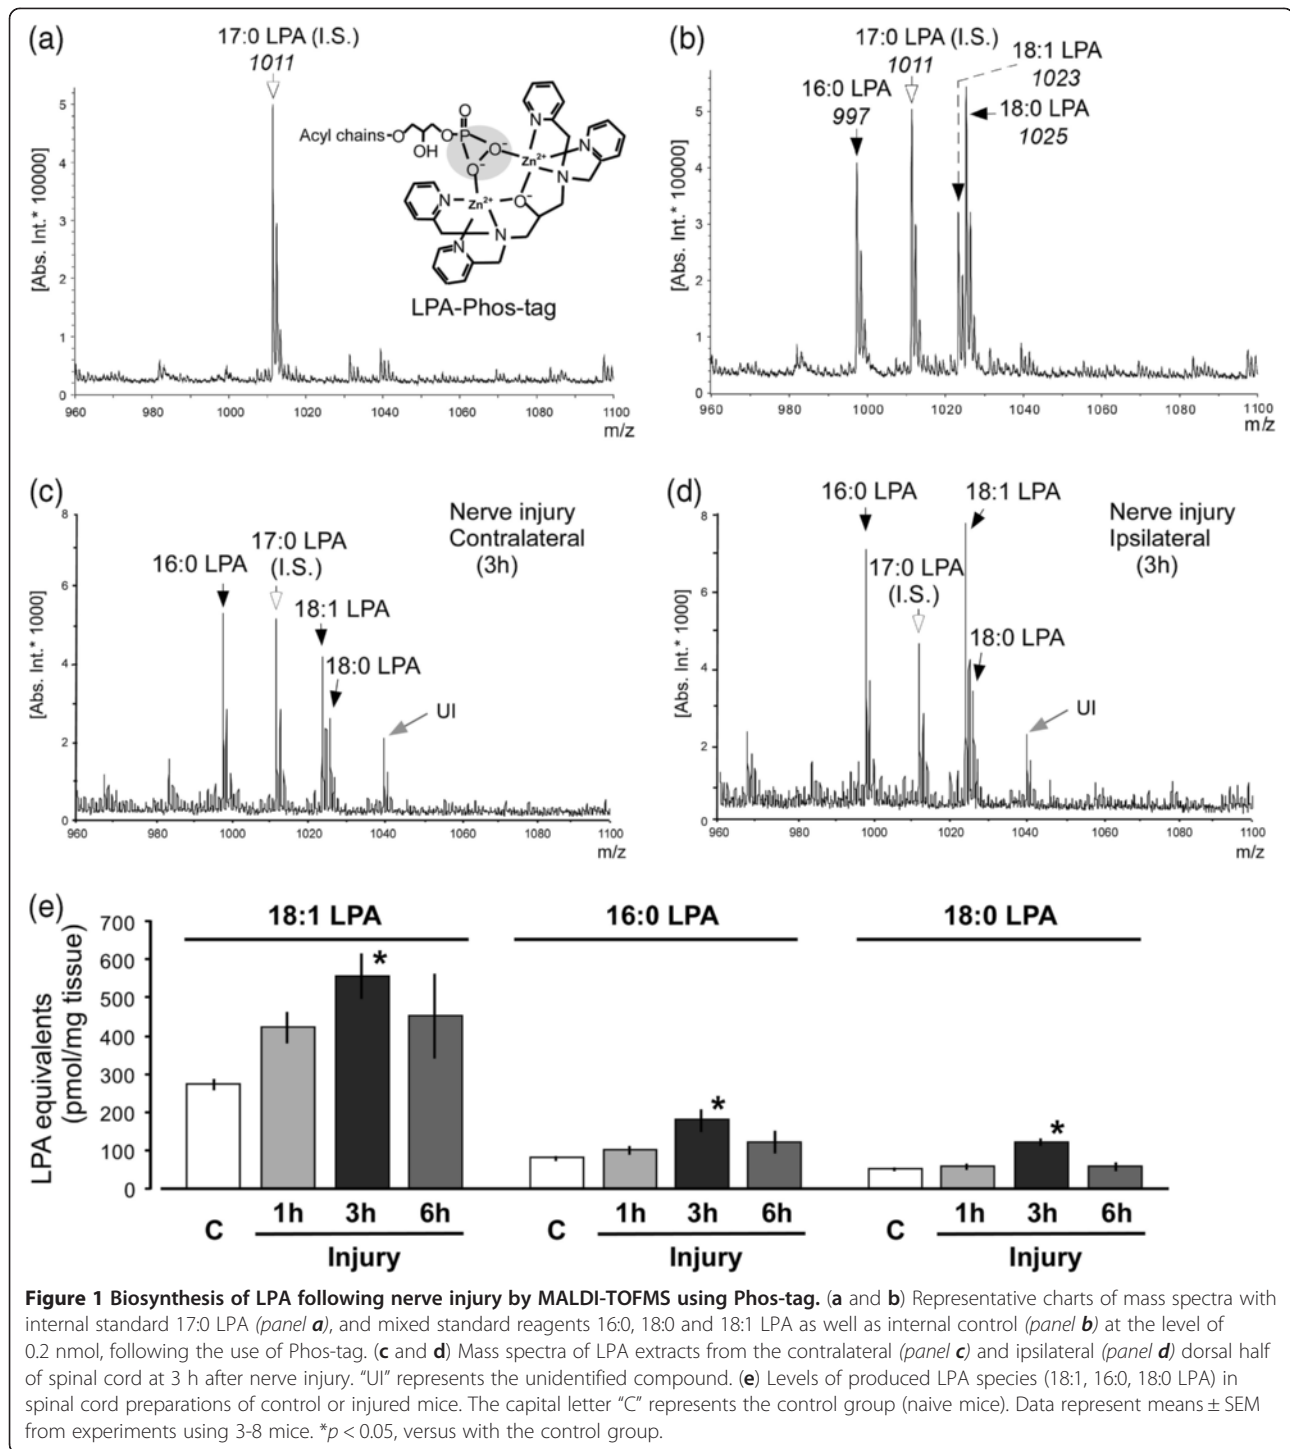 (a)
17:0 LPA (I.S.)
1011
[Abs. Int.* 10000]
5
4
3
2
1
0
960 980 1000 1020 1040 1060 1080 1100
m/z
Acyl chains
O
OH
O
P
O
O⁻
O⁻
Zn²⁺
Zn²⁺
O⁻
N
N
N
N
N
N
LPA-Phos-tag
(b)
17:0 LPA (I.S.)
1011
16:0 LPA
997
18:1 LPA
1023
18:0 LPA
1025
[Abs. Int.* 10000]
5
4
3
2
1
0
960 980 1000 1020 1040 1060 1080 1100
m/z
(c)
Nerve injury
Contralateral
(3h)
16:0 LPA
17:0 LPA
(I.S.)
18:1 LPA
18:0 LPA
UI
[Abs. Int.* 1000]
8
6
4
2
0
960 980 1000 1020 1040 1060 1080 1100
m/z
(d)
Nerve injury
Ipsilateral
(3h)
16:0 LPA
17:0 LPA
(I.S.)
18:1 LPA
18:0 LPA
UI
[Abs. Int.* 1000]
8
6
4
2
0
960 980 1000 1020 1040 1060 1080 1100
m/z
(e)
18:1 LPA 16:0 LPA 18:0 LPA
LPA equivalents
(pmol/mg tissue)
700
600
500
400
300
200
100
0
* * *
C 1h 3h 6h C 1h 3h 6h C 1h 3h 6h
Injury Injury Injury
Figure 1 Biosynthesis of LPA following nerve injury by MALDI-TOFMS using Phos-tag. (a and b) Representative charts of mass spectra with
internal standard 17:0 LPA (panel a), and mixed standard reagents 16:0, 18:0 and 18:1 LPA as well as internal control (panel b) at the level of
0.2 nmol, following the use of Phos-tag. (c and d) Mass spectra of LPA extracts from the contralateral (panel c) and ipsilateral (panel d) dorsal half
of spinal cord at 3 h after nerve injury. “UI” represents the unidentified compound. (e) Levels of produced LPA species (18:1, 16:0, 18:0 LPA) in
spinal cord preparations of control or injured mice. The capital letter “C” represents the control group (naive mice). Data represent means ± SEM
from experiments using 3-8 mice. *p < 0.05, versus with the control group.